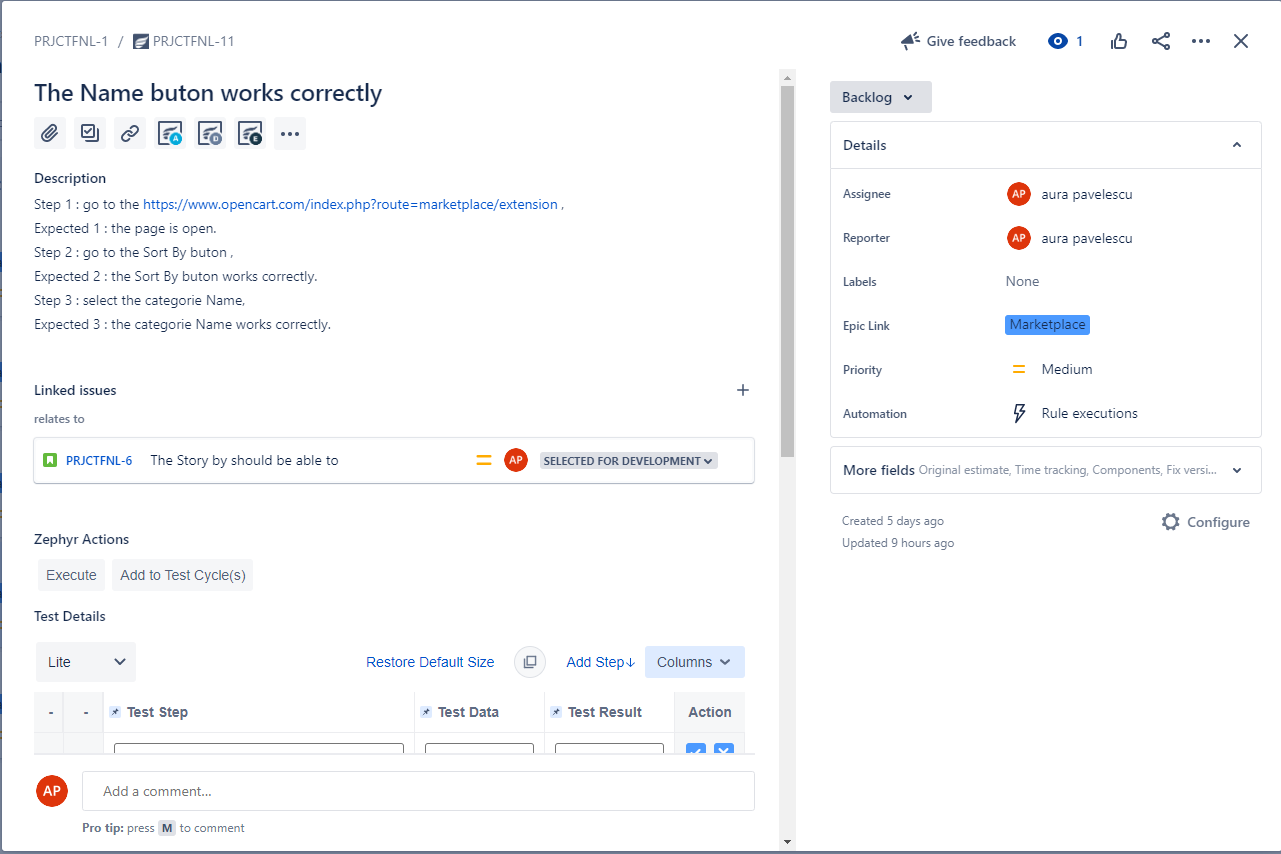 PRJCTFNL-1 / PRJCTFNL-11
Give feedback
1
The Name buton works correctly
A
D
E
Description
Step 1 : go to the https://www.opencart.com/index.php?route=marketplace/extension ,
Expected 1 : the page is open.
Step 2 : go to the Sort By buton ,
Expected 2 : the Sort By buton works correctly.
Step 3 : select the categorie Name,
Expected 3 : the categorie Name works correctly.
Linked issues
relates to
PRJCTFNL-6 The Story by should be able to AP SELECTED FOR DEVELOPMENT
Zephyr Actions
Execute Add to Test Cycle(s)
Test Details
Lite Restore Default Size Add Step↓ Columns
- - Test Step Test Data Test Result Action
AP Add a comment...
Pro tip: press M to comment
Backlog
Details
Assignee AP aura pavelescu
Reporter AP aura pavelescu
Labels None
Epic Link Marketplace
Priority Medium
Automation Rule executions
More fields Original estimate, Time tracking, Components, Fix versi...
Created 5 days ago
Configure
Updated 9 hours ago